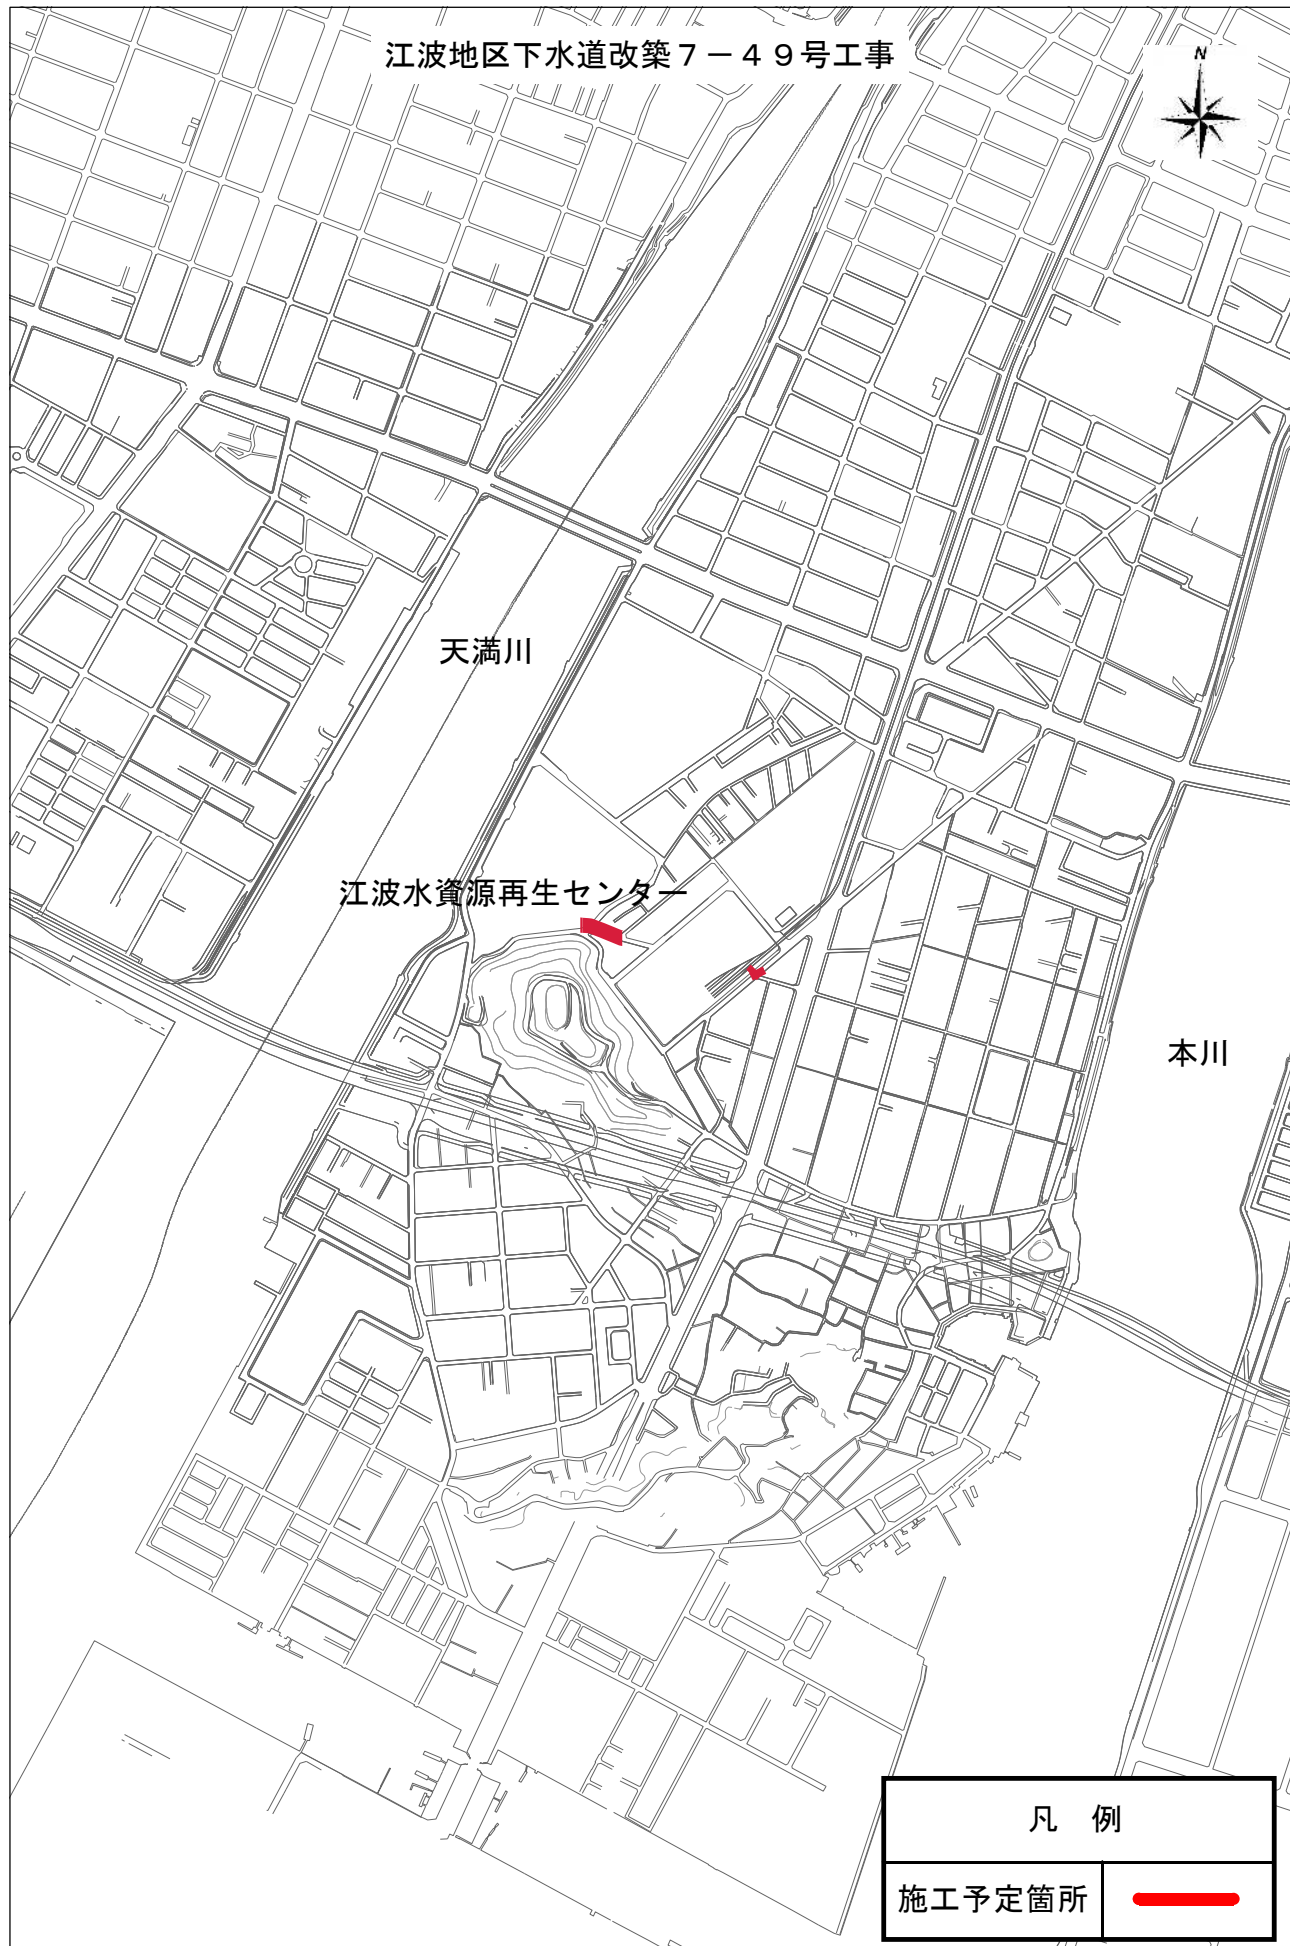 江波地区下水道改築７－４９号工事
N
天満川
江波水資源再生センター
本川
凡　例
施工予定箇所